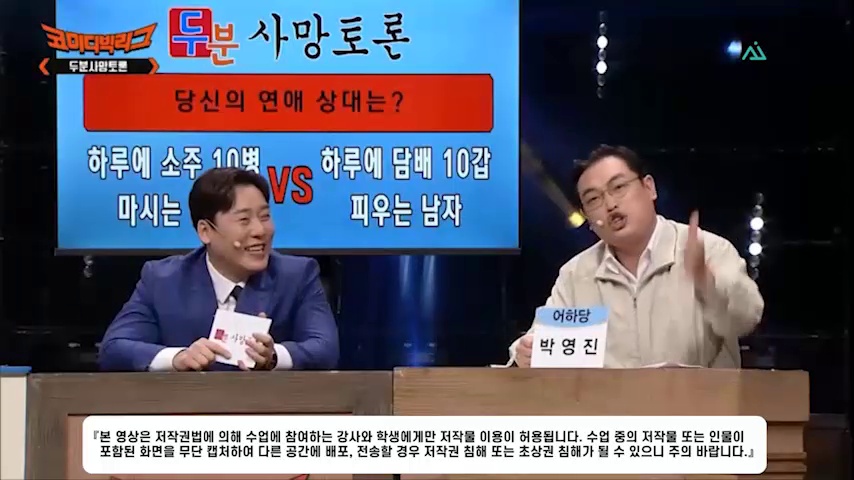 코미디빅리그
두분사망토론
두분 사망토론
당신의 연애 상대는?
하루에 소주 10병
마시는
VS
하루에 담배 10갑
피우는 남자
두분 사망토론
어하당
박영진
『본 영상은 저작권법에 의해 수업에 참여하는 강사와 학생에게만 저작물 이용이 허용됩니다. 수업 중의 저작물 또는 인물이
포함된 화면을 무단 캡처하여 다른 공간에 배포, 전송할 경우 저작권 침해 또는 초상권 침해가 될 수 있으니 주의 바랍니다.』